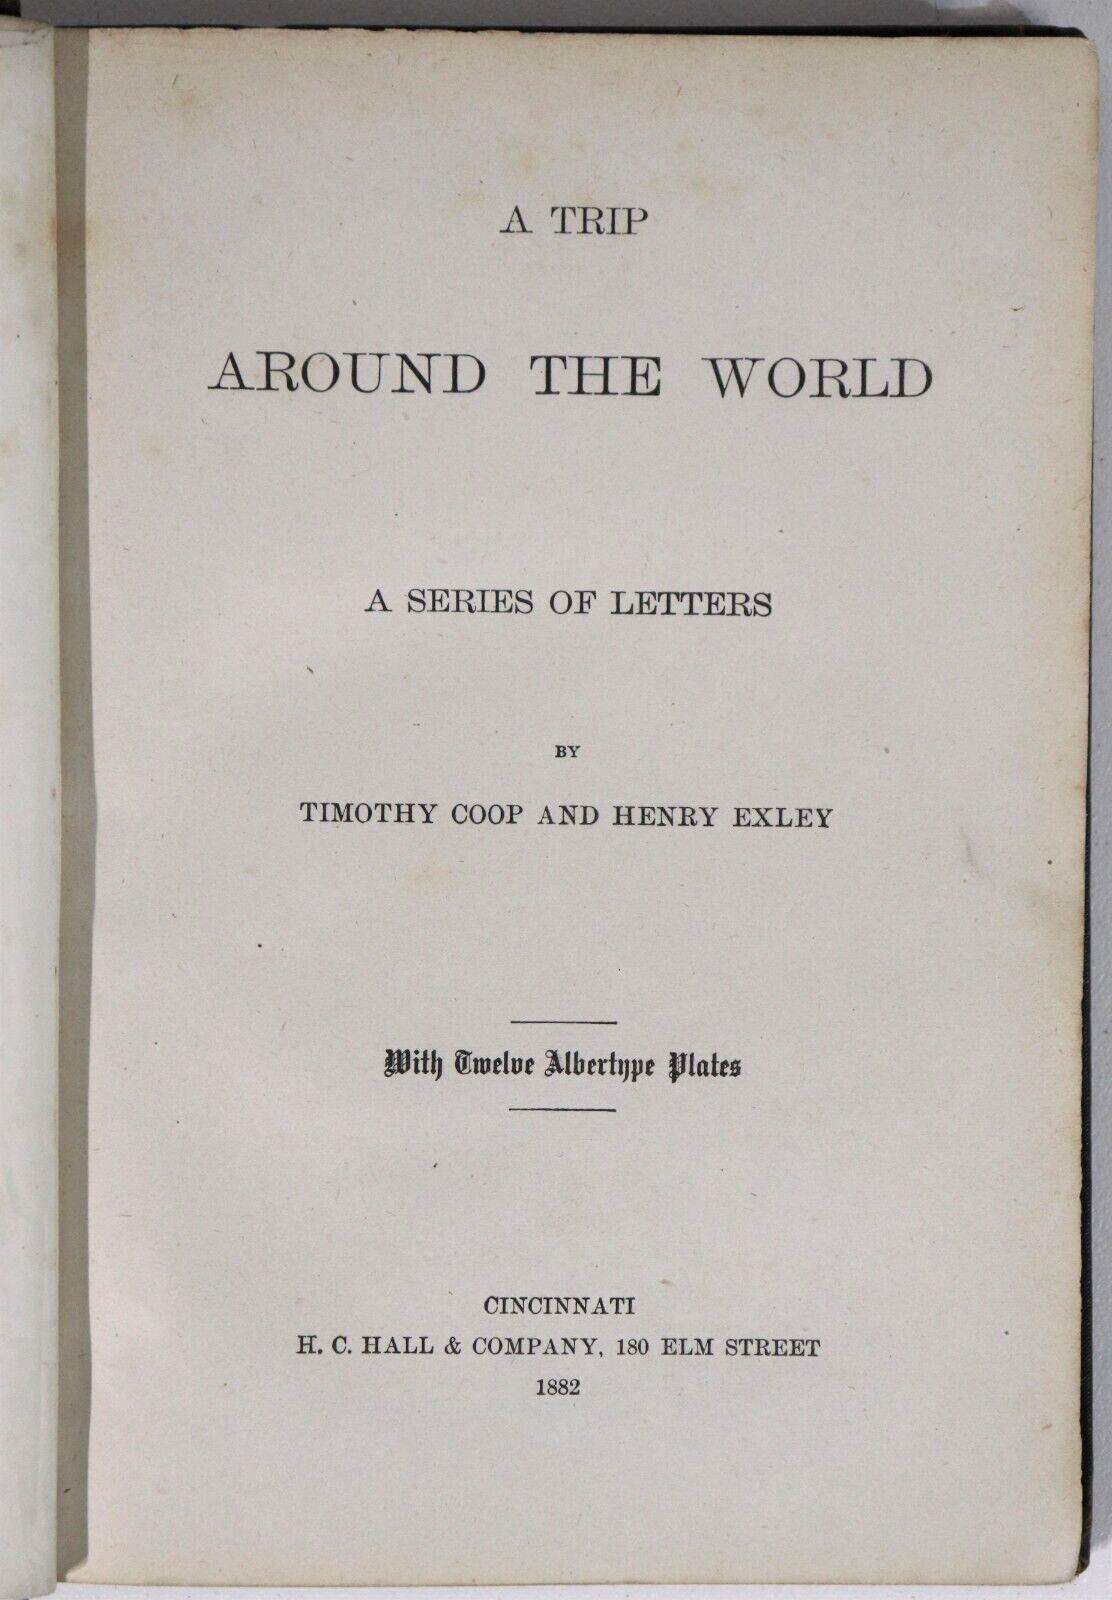 A TRIP
AROUND THE WORLD
A SERIES OF LETTERS
BY
TIMOTHY COOP AND HENRY EXLEY
With Twelve Albertype Plates
CINCINNATI
H. C. HALL & COMPANY, 180 ELM STREET
1882